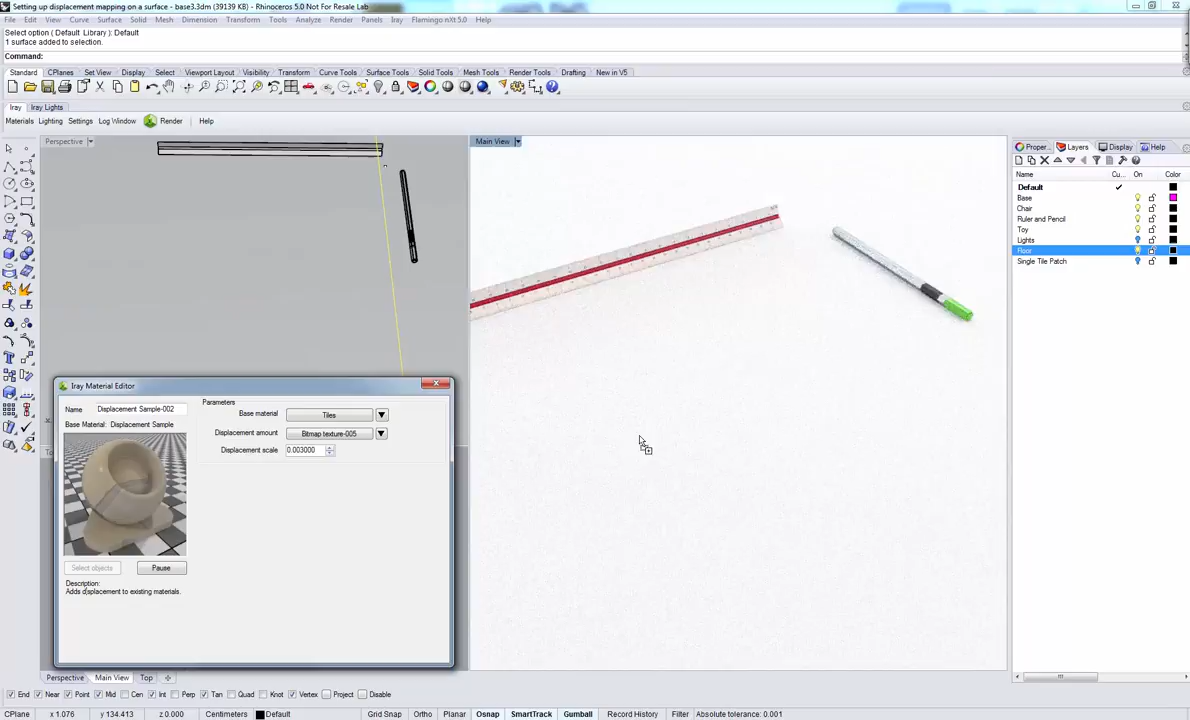 Setting up displacement mapping on a surface - base3.3dm (39139 KB) - Rhinoceros 5.0 Not For Resale Lab
File Edit View Curve Surface Solid Mesh Dimension Transform Tools Analyze Render Panels Iray Flamingo nXt 5.0 Help
Select option ( Default Library ): Default
1 surface added to selection.
Command:
Standard CPlanes Set View Display Select Viewport Layout Visibility Transform Curve Tools Surface Tools Solid Tools Mesh Tools Render Tools Drafting New in V5
Iray Iray Lights
Materials Lighting Settings Log Window Render Help
Perspective
Main View
Proper... Layers Display Help
Name Cu... On Color
Default
Base
Chair
Ruler and Pencil
Toy
Lights
Floor
Single Tile Patch
Iray Material Editor
Name Displacement Sample-002
Base Material: Displacement Sample
Parameters
Base material Tiles
Displacement amount Bitmap texture-005
Displacement scale 0.003000
Select objects Pause
Description:
Adds displacement to existing materials.
Perspective Main View Top
End Near Point Mid Cen Int Perp Tan Quad Knot Vertex Project Disable
CPlane x 1.076 y 134.413 z 0.000 Centimeters Default Grid Snap Ortho Planar Osnap SmartTrack Gumball Record History Filter Absolute tolerance: 0.001